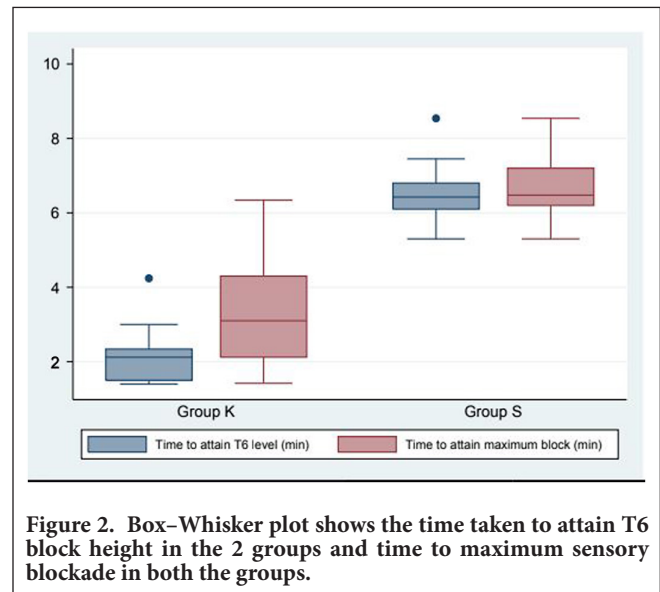 10
8
6
4
2
Group K Group S
Time to attain T6 level (min) Time to attain maximum block (min)
Figure 2. Box–Whisker plot shows the time taken to attain T6
block height in the 2 groups and time to maximum sensory
blockade in both the groups.